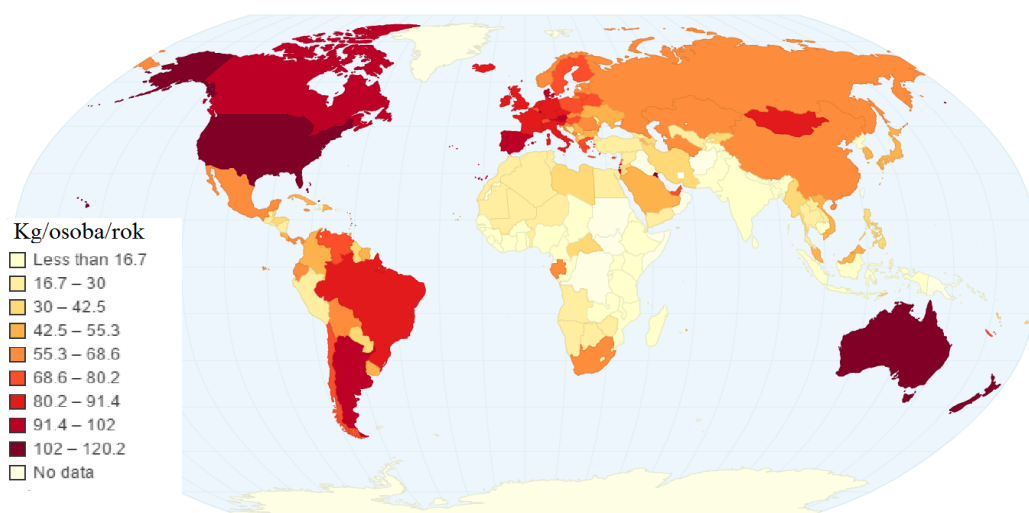 Kg/osoba/rok
Less than 16.7
16.7 – 30
30 – 42.5
42.5 – 55.3
55.3 – 68.6
68.6 – 80.2
80.2 – 91.4
91.4 – 102
102 – 120.2
No data